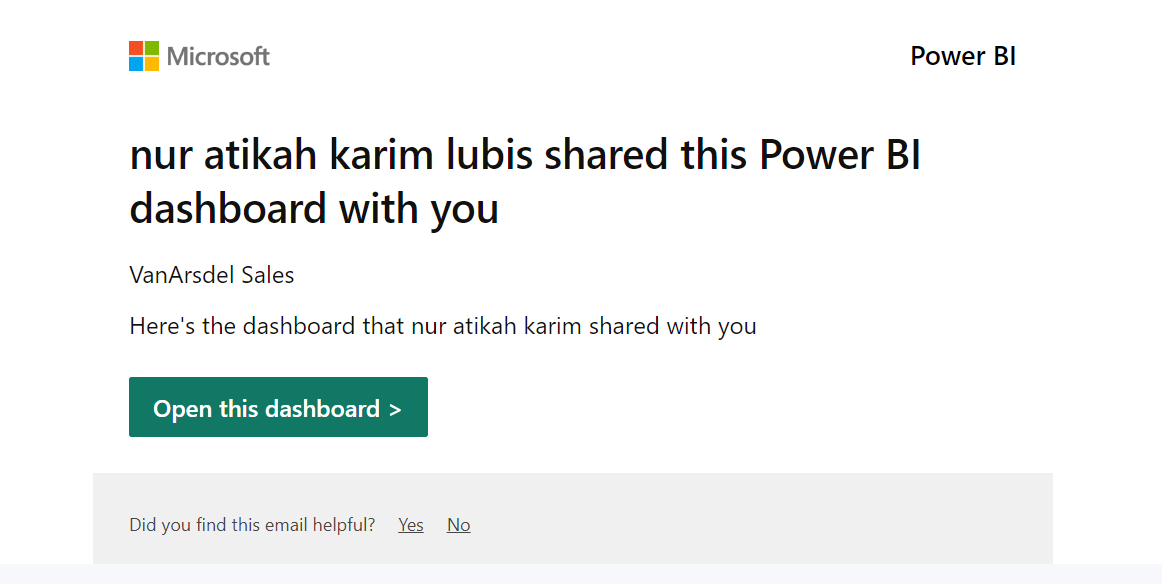 Microsoft
Power BI
nur atikah karim lubis shared this Power BI
dashboard with you
VanArsdel Sales
Here's the dashboard that nur atikah karim shared with you
Open this dashboard >
Did you find this email helpful? Yes No